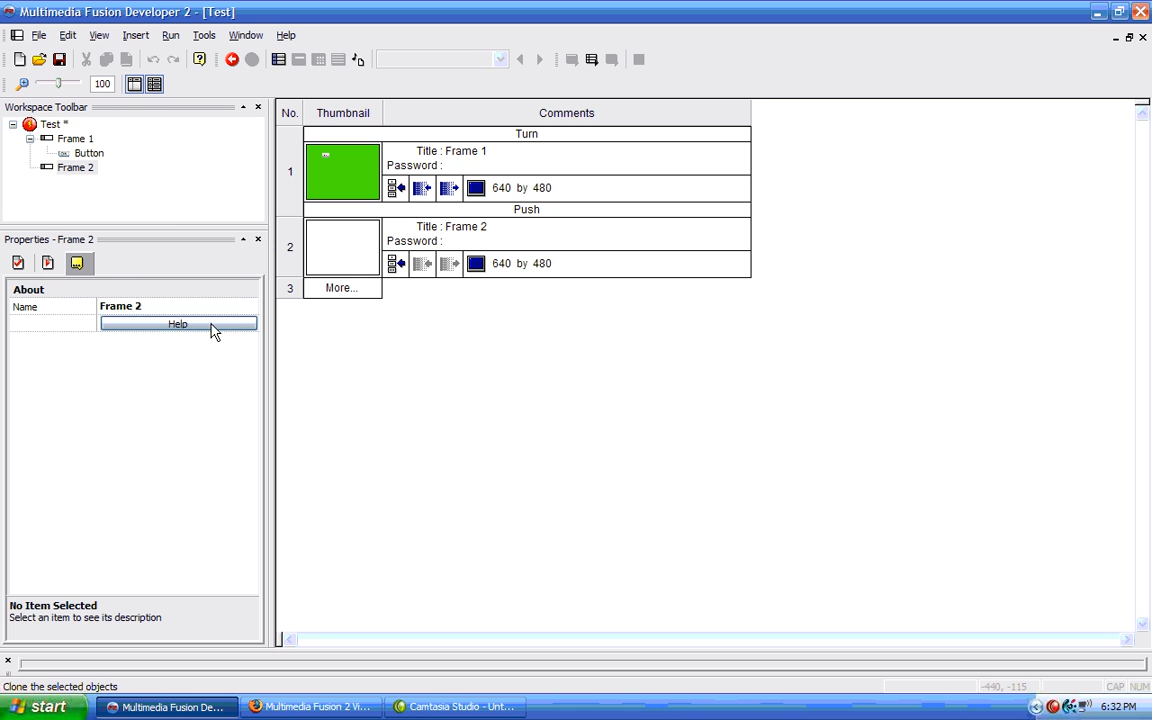 Multimedia Fusion Developer 2 - [Test]
File Edit View Insert Run Tools Window Help
100
Workspace Toolbar
Test *
Frame 1
Button
Frame 2
Properties - Frame 2
About
Name Frame 2
Help
No Item Selected
Select an item to see its description
No. Thumbnail Comments
Turn
1
Title : Frame 1
Password :
640 by 480
Push
2
Title : Frame 2
Password :
640 by 480
3 More...
Clone the selected objects
-440, -115 CAP NUM
start Multimedia Fusion De... Multimedia Fusion 2 Vi... Camtasia Studio - Unt... 6:32 PM